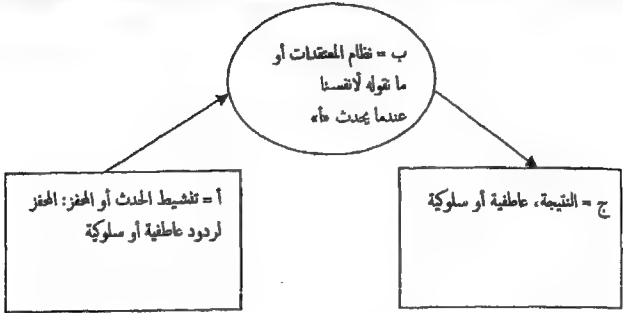 ب = نظام المعتقدات أو
ما نقوله لأنفسنا
عندما يحدث «أ»
أ = تنشيط الحدث أو المحفز: المحفز
لردود عاطفية أو سلوكية
ج = النتيجة، عاطفية أو سلوكية